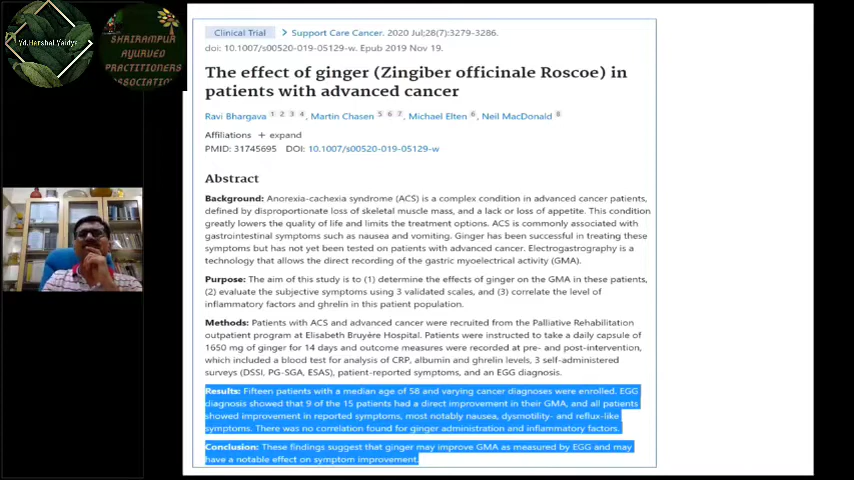 Yd.Harshal Vaidya
SHRIRAMPUR
AYURVED
PRACTITIONERS
ASSOCIATION
Clinical Trial > Support Care Cancer. 2020 Jul;28(7):3279-3286.
doi: 10.1007/s00520-019-05129-w. Epub 2019 Nov 19.
The effect of ginger (Zingiber officinale Roscoe) in
patients with advanced cancer
Ravi Bhargava 1 2 3 4, Martin Chasen 5 6 7, Michael Elten 6, Neil MacDonald 8
Affiliations + expand
PMID: 31745695 DOI: 10.1007/s00520-019-05129-w
Abstract
Background: Anorexia-cachexia syndrome (ACS) is a complex condition in advanced cancer patients,
defined by disproportionate loss of skeletal muscle mass, and a lack or loss of appetite. This condition
greatly lowers the quality of life and limits the treatment options. ACS is commonly associated with
gastrointestinal symptoms such as nausea and vomiting. Ginger has been successful in treating these
symptoms but has not yet been tested on patients with advanced cancer. Electrogastrography is a
technology that allows the direct recording of the gastric myoelectrical activity (GMA).
Purpose: The aim of this study is to (1) determine the effects of ginger on the GMA in these patients,
(2) evaluate the subjective symptoms using 3 validated scales, and (3) correlate the level of
inflammatory factors and ghrelin in this patient population.
Methods: Patients with ACS and advanced cancer were recruited from the Palliative Rehabilitation
outpatient program at Elisabeth Bruyère Hospital. Patients were instructed to take a daily capsule of
1650 mg of ginger for 14 days and outcome measures were recorded at pre- and post-intervention,
which included a blood test for analysis of CRP, albumin and ghrelin levels, 3 self-administered
surveys (DSSI, PG-SGA, ESAS), patient-reported symptoms, and an EGG diagnosis.
Results: Fifteen patients with a median age of 58 and varying cancer diagnoses were enrolled. EGG
diagnosis showed that 9 of the 15 patients had a direct improvement in their GMA, and all patients
showed improvement in reported symptoms, most notably nausea, dysmotility- and reflux-like
symptoms. There was no correlation found for ginger administration and inflammatory factors.
Conclusion: These findings suggest that ginger may improve GMA as measured by EGG and may
have a notable effect on symptom improvement.